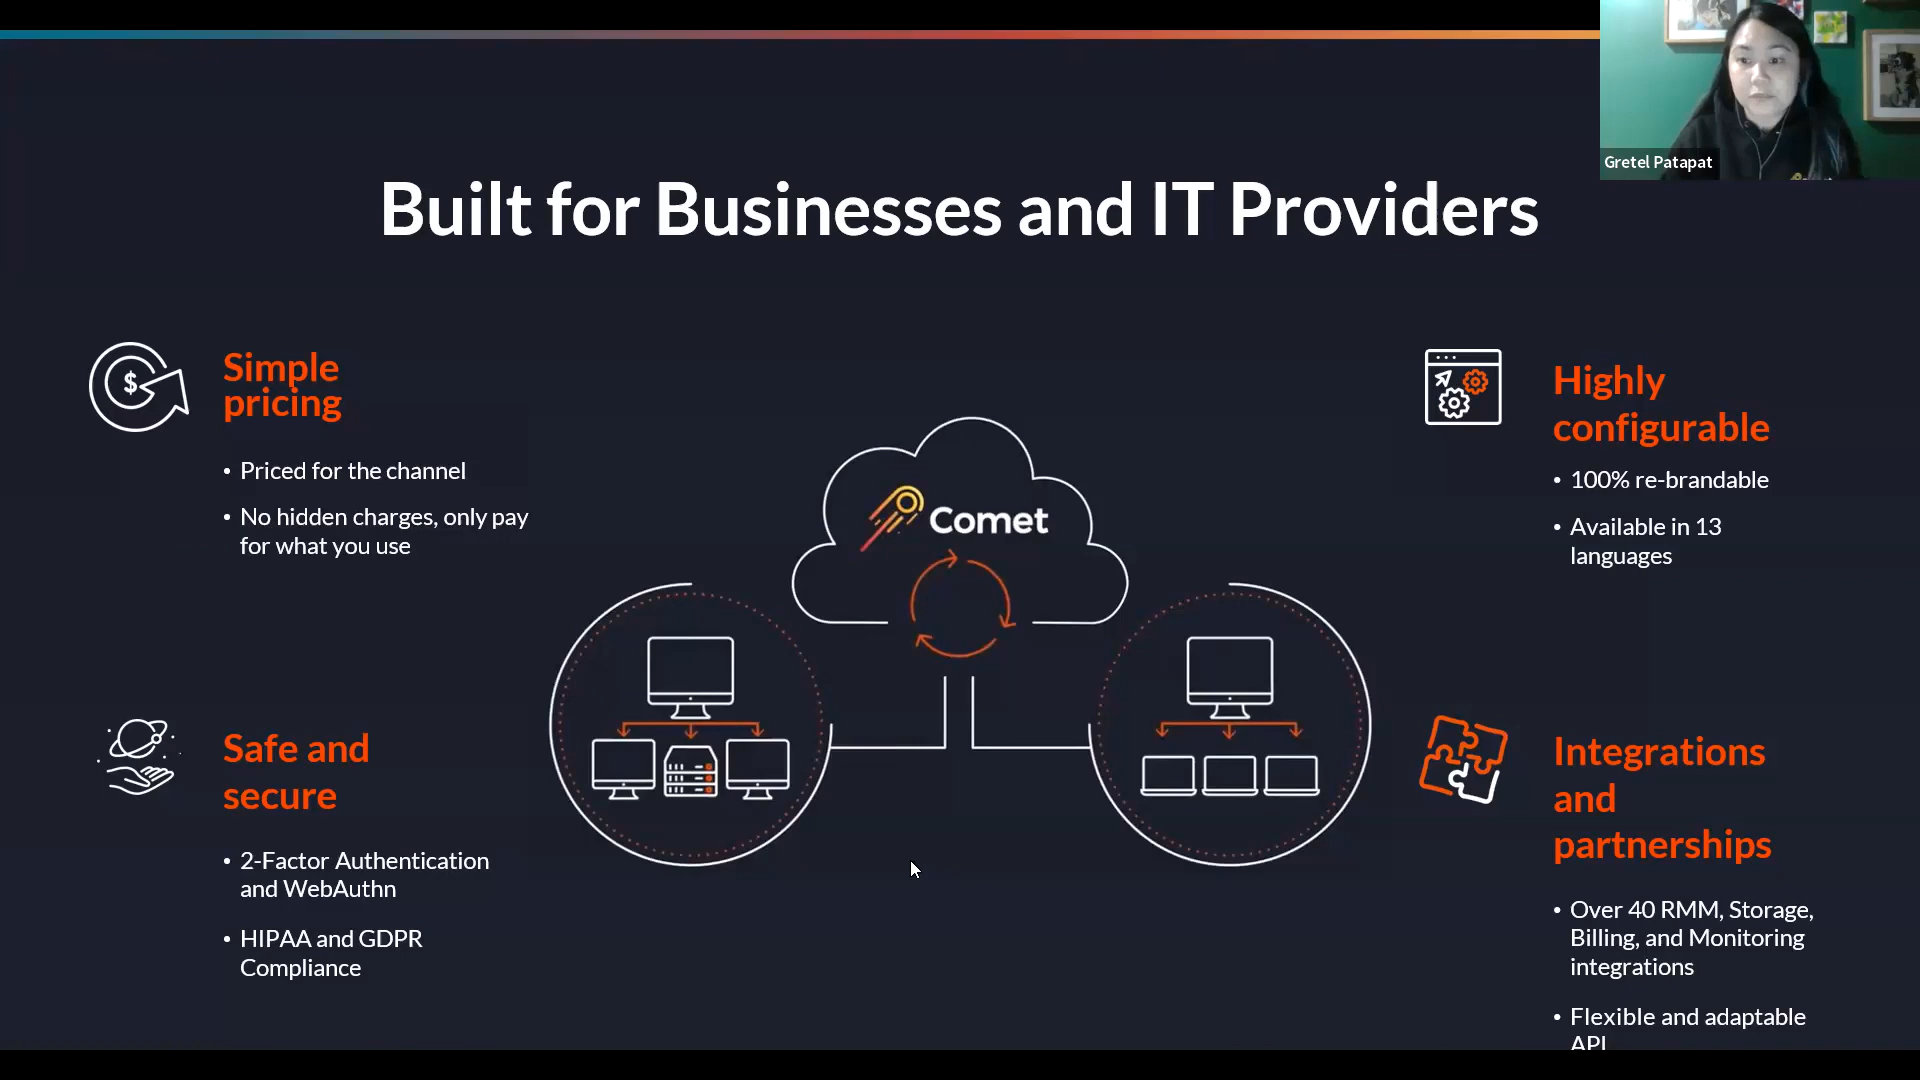 Gretel Patapat
Built for Businesses and IT Providers
Simple
pricing
• Priced for the channel
• No hidden charges, only pay
for what you use
Safe and
secure
• 2-Factor Authentication
and WebAuthn
• HIPAA and GDPR
Compliance
$
Comet
Highly
configurable
• 100% re-brandable
• Available in 13
languages
Integrations
and
partnerships
• Over 40 RMM, Storage,
Billing, and Monitoring
integrations
• Flexible and adaptable
API